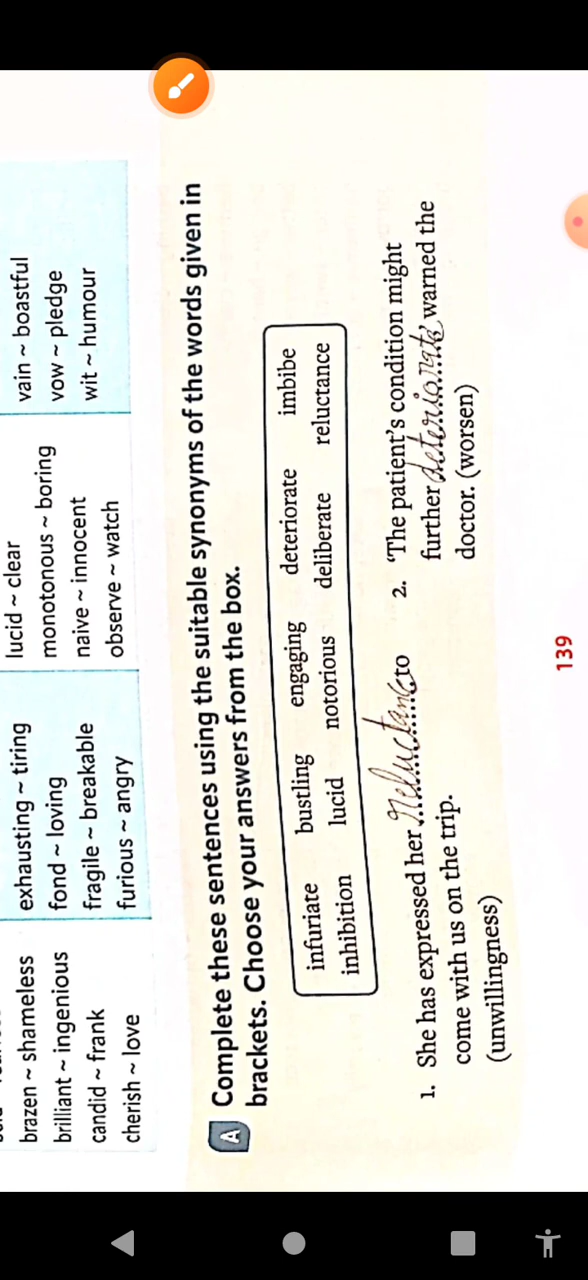 brazen ~ shameless
brilliant ~ ingenious
candid ~ frank
cherish ~ love
exhausting ~ tiring
fond ~ loving
fragile ~ breakable
furious ~ angry
lucid ~ clear
monotonous ~ boring
naive ~ innocent
observe ~ watch
vain ~ boastful
vow ~ pledge
wit ~ humour
A Complete these sentences using the suitable synonyms of the words given in
brackets. Choose your answers from the box.
infuriate bustling engaging deteriorate imbibe
inhibition lucid notorious deliberate reluctance
1. She has expressed her reluctance to
come with us on the trip.
(unwillingness)
2. 'The patient's condition might
further deteriorate, warned the
doctor. (worsen)
139